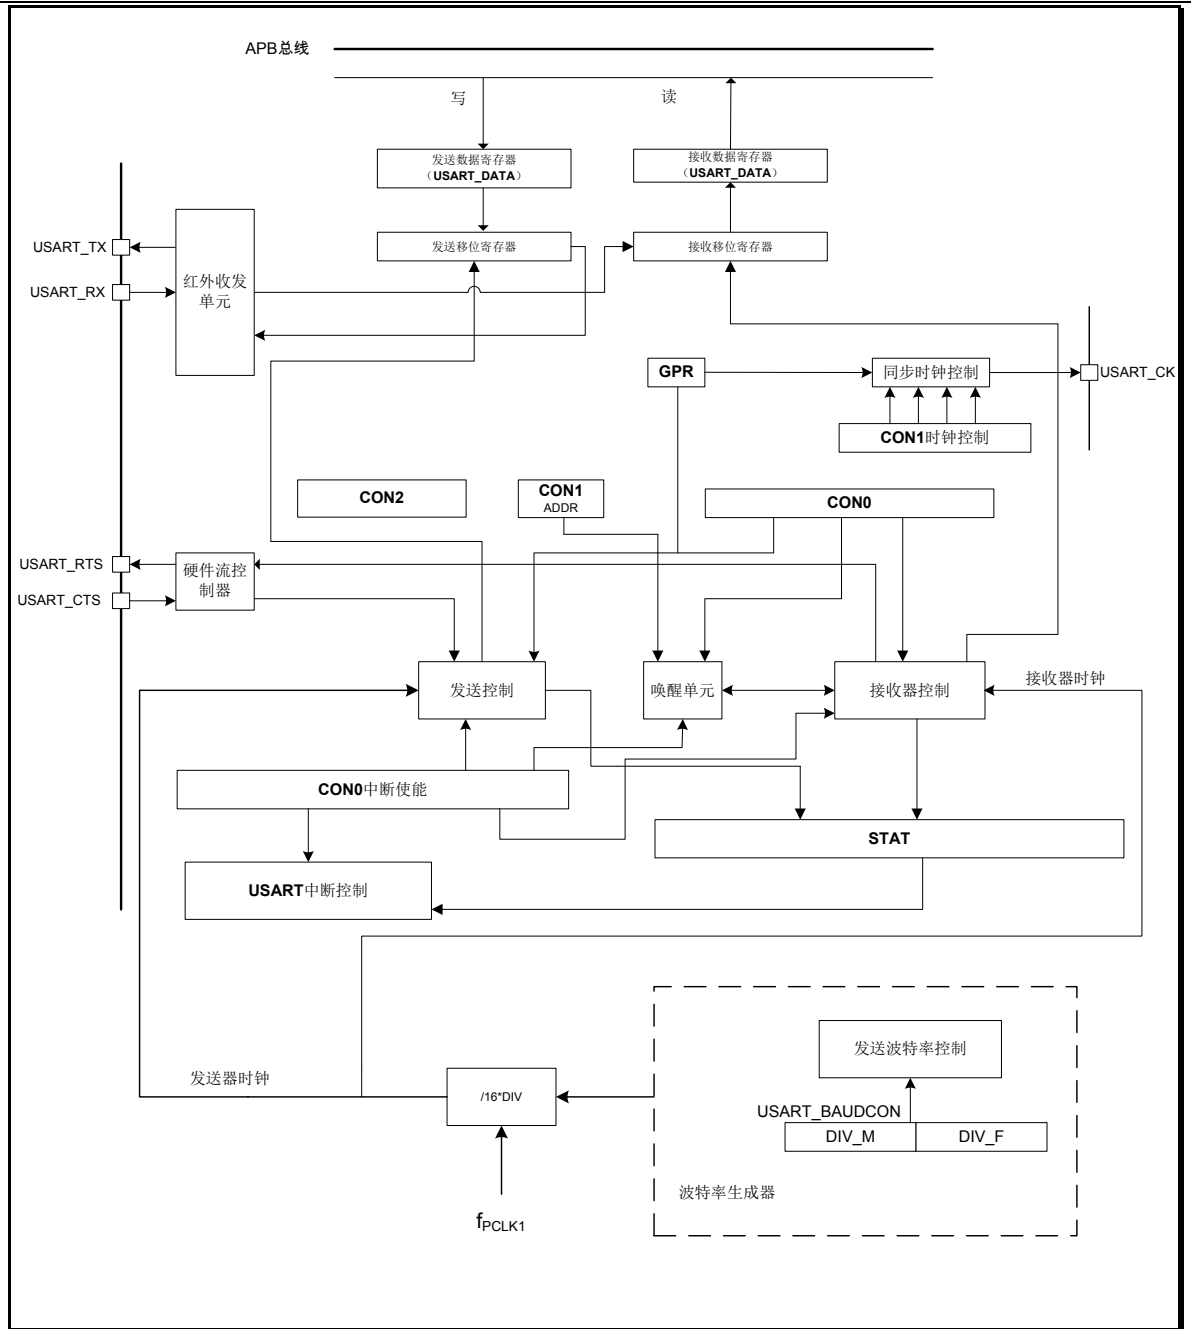 APB总线
写
读
发送数据寄存器
（USART_DATA）
接收数据寄存器
（USART_DATA）
USART_TX
发送移位寄存器
接收移位寄存器
USART_RX
红外收发
单元
GPR
同步时钟控制
USART_CK
CON1时钟控制
CON2
CON1
ADDR
CON0
USART_RTS
硬件流控
制器
USART_CTS
发送控制
唤醒单元
接收器控制
接收器时钟
CON0中断使能
STAT
USART中断控制
发送波特率控制
发送器时钟
/16*DIV
USART_BAUDCON
DIV_M
DIV_F
波特率生成器
fPCLK1